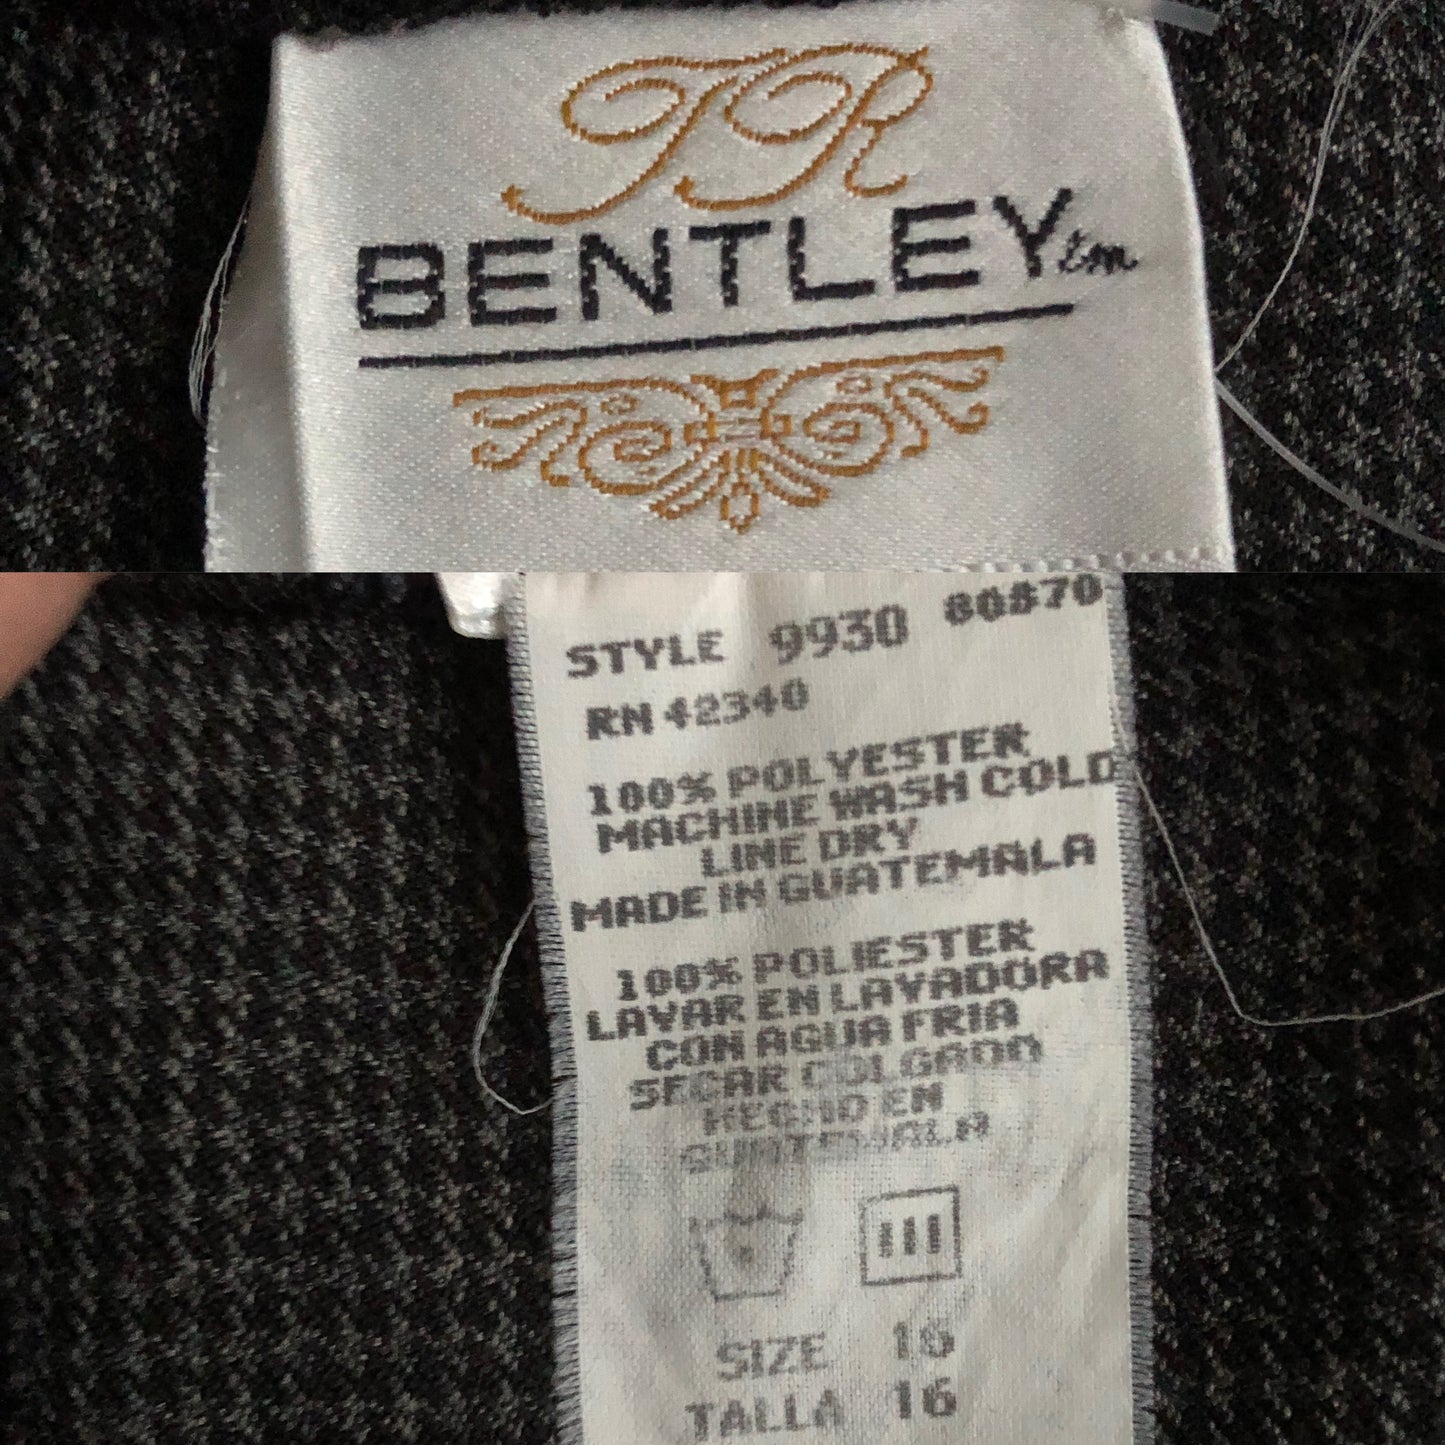 TR
BENTLEY tm
STYLE 9930 80870
RN 42340
100% POLYESTER
MACHINE WASH COLD
LINE DRY
MADE IN GUATEMALA
100% POLIESTER
LAVAR EN LAVADORA
CON AGUA FRIA
SECAR COLGADO
HECHO EN
GUATEMALA
SIZE 16
TALLA 16